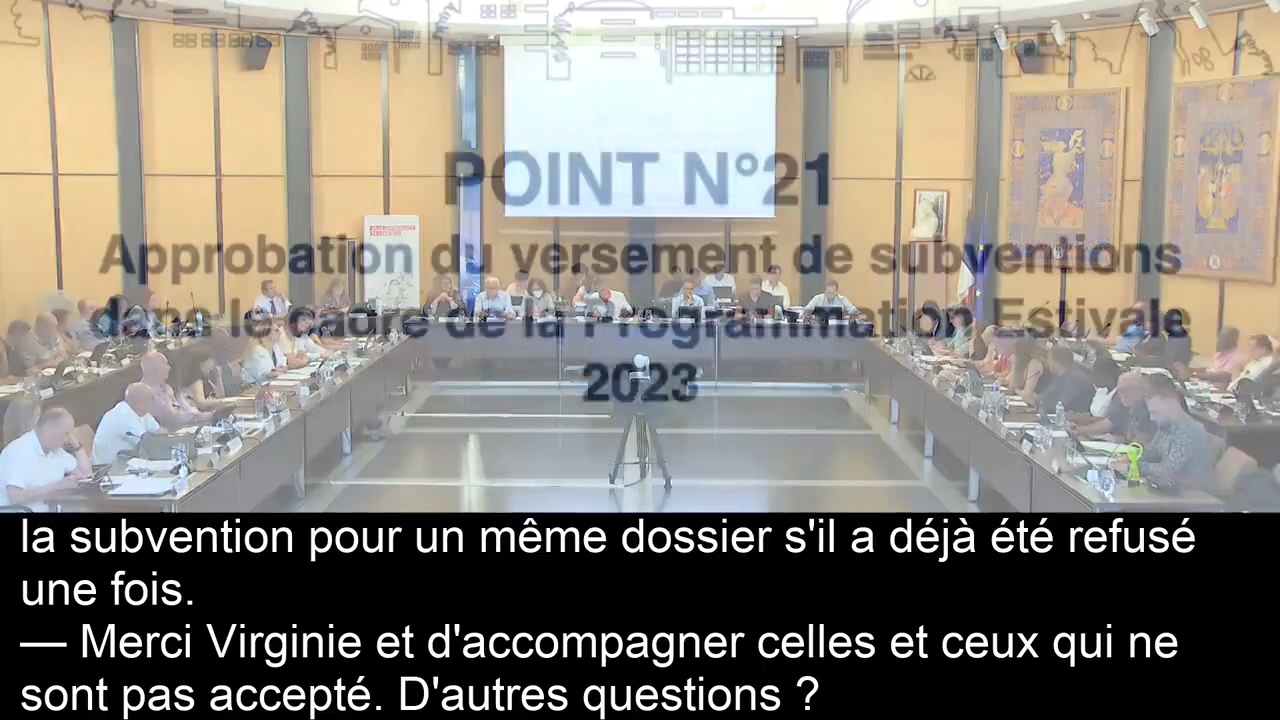 POINT N°21
Approbation du versement de subventions
dans le cadre de la Programmation Estivale
2023
la subvention pour un même dossier s'il a déjà été refusé
une fois.
— Merci Virginie et d'accompagner celles et ceux qui ne
sont pas accepté. D'autres questions ?